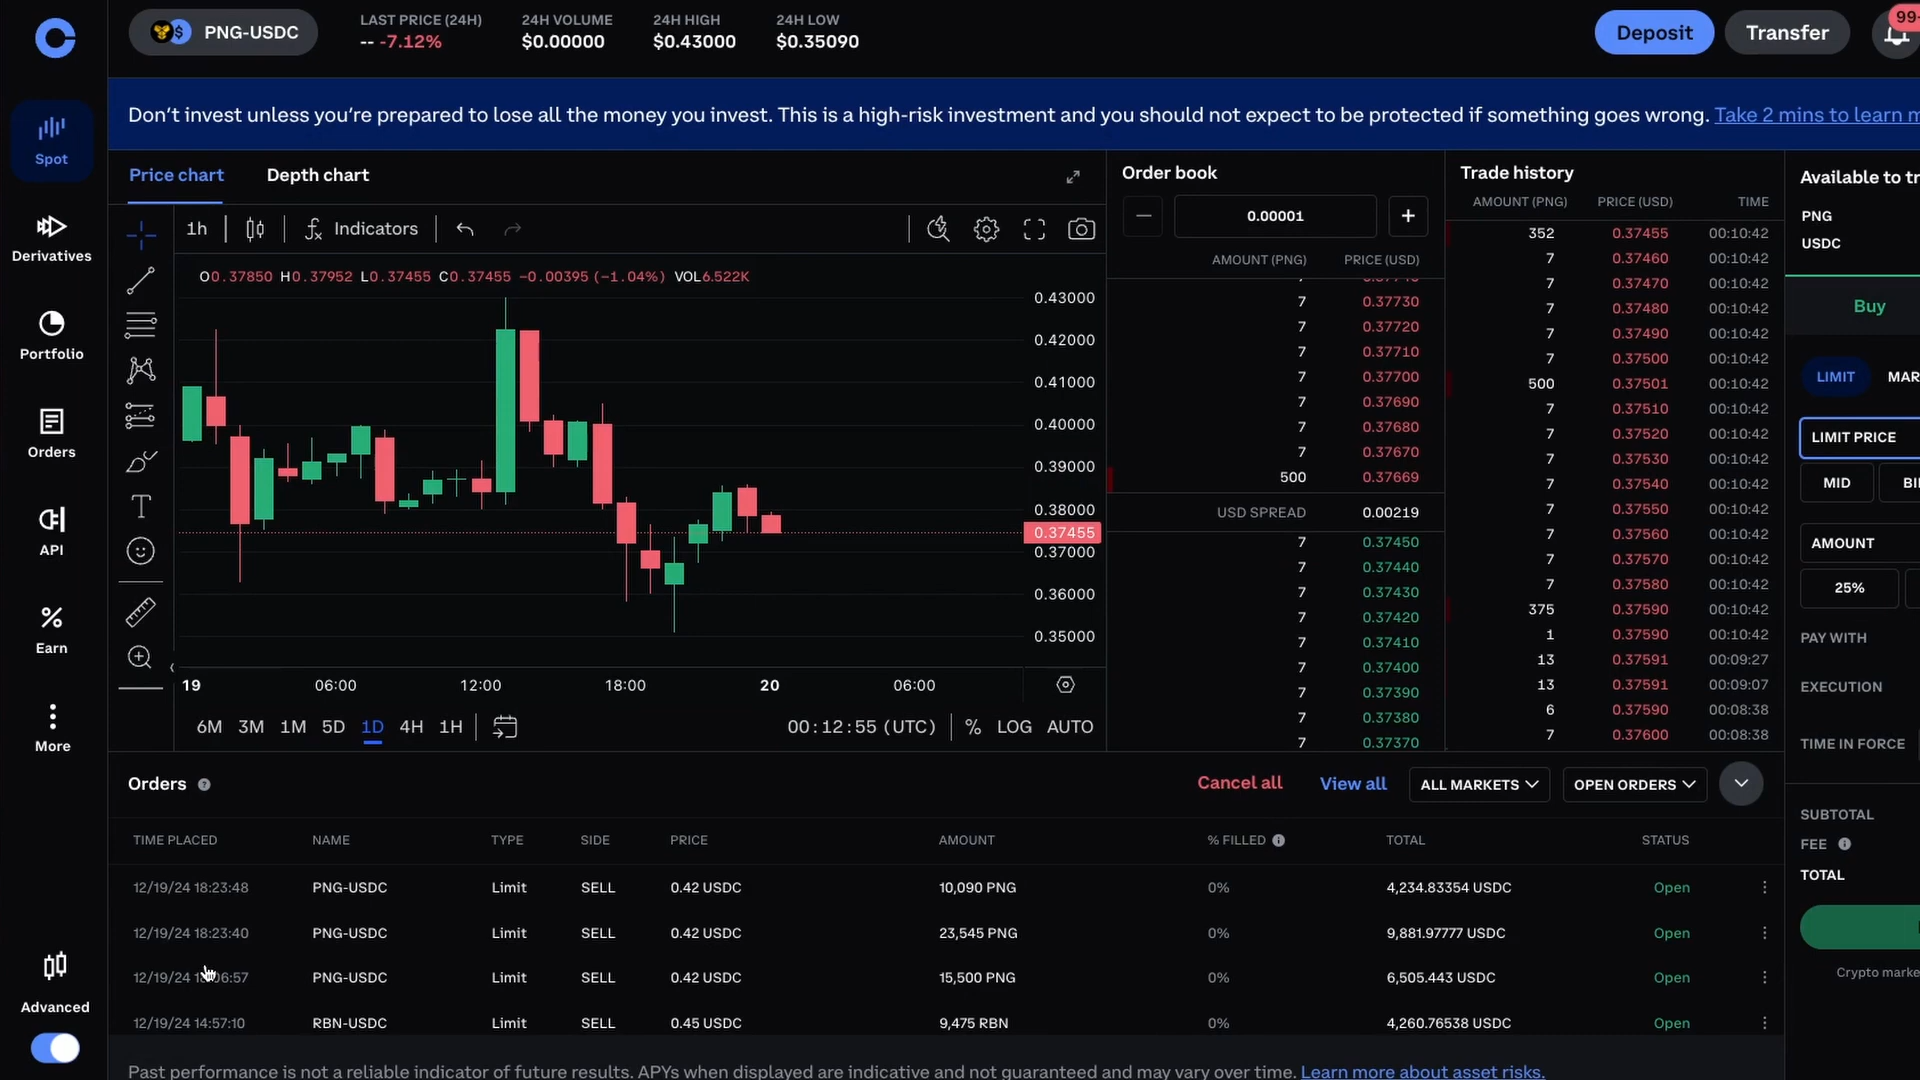 PNG-USDC
LAST PRICE (24H)
-- -7.12%
24H VOLUME
$0.00000
24H HIGH
$0.43000
24H LOW
$0.35090
Deposit
Transfer
99
Don't invest unless you're prepared to lose all the money you invest. This is a high-risk investment and you should not expect to be protected if something goes wrong. Take 2 mins to learn
Spot
Derivatives
Portfolio
Orders
API
Earn
More
Advanced
Price chart
Depth chart
1h
Indicators
O0.37850 H0.37952 L0.37455 C0.37455 −0.00395 (−1.04%) VOL6.522K
0.43000
0.42000
0.41000
0.40000
0.39000
0.38000
0.37455
0.37000
0.36000
0.35000
19 06:00 12:00 18:00 20 06:00
6M 3M 1M 5D 1D 4H 1H
00:12:55 (UTC)
% LOG AUTO
Order book
0.00001
AMOUNT (PNG) PRICE (USD)
7 0.37730
7 0.37720
7 0.37710
7 0.37700
7 0.37690
7 0.37680
7 0.37670
500 0.37669
USD SPREAD 0.00219
7 0.37450
7 0.37440
7 0.37430
7 0.37420
7 0.37410
7 0.37400
7 0.37390
7 0.37380
7 0.37370
Trade history
AMOUNT (PNG) PRICE (USD) TIME
352 0.37455 00:10:42
7 0.37460 00:10:42
7 0.37470 00:10:42
7 0.37480 00:10:42
7 0.37490 00:10:42
7 0.37500 00:10:42
500 0.37501 00:10:42
7 0.37510 00:10:42
7 0.37520 00:10:42
7 0.37530 00:10:42
7 0.37540 00:10:42
7 0.37550 00:10:42
7 0.37560 00:10:42
7 0.37570 00:10:42
7 0.37580 00:10:42
375 0.37590 00:10:42
1 0.37590 00:10:42
13 0.37591 00:09:27
13 0.37591 00:09:07
6 0.37590 00:08:38
7 0.37600 00:08:38
Available to tr
PNG
USDC
Buy
LIMIT MAR
LIMIT PRICE
MID BI
AMOUNT
25%
PAY WITH
EXECUTION
TIME IN FORCE
SUBTOTAL
FEE
TOTAL
Crypto marke
Orders
Cancel all
View all
ALL MARKETS
OPEN ORDERS
TIME PLACED NAME TYPE SIDE PRICE AMOUNT % FILLED TOTAL STATUS
12/19/24 18:23:48 PNG-USDC Limit SELL 0.42 USDC 10,090 PNG 0% 4,234.83354 USDC Open
12/19/24 18:23:40 PNG-USDC Limit SELL 0.42 USDC 23,545 PNG 0% 9,881.97777 USDC Open
12/19/24 PNG-USDC Limit SELL 0.42 USDC 15,500 PNG 0% 6,505.443 USDC Open
12/19/24 14:57:10 RBN-USDC Limit SELL 0.45 USDC 9,475 RBN 0% 4,260.76538 USDC Open
Past performance is not a reliable indicator of future results. APYs when displayed are indicative and not guaranteed and may vary over time. Learn more about asset risks.